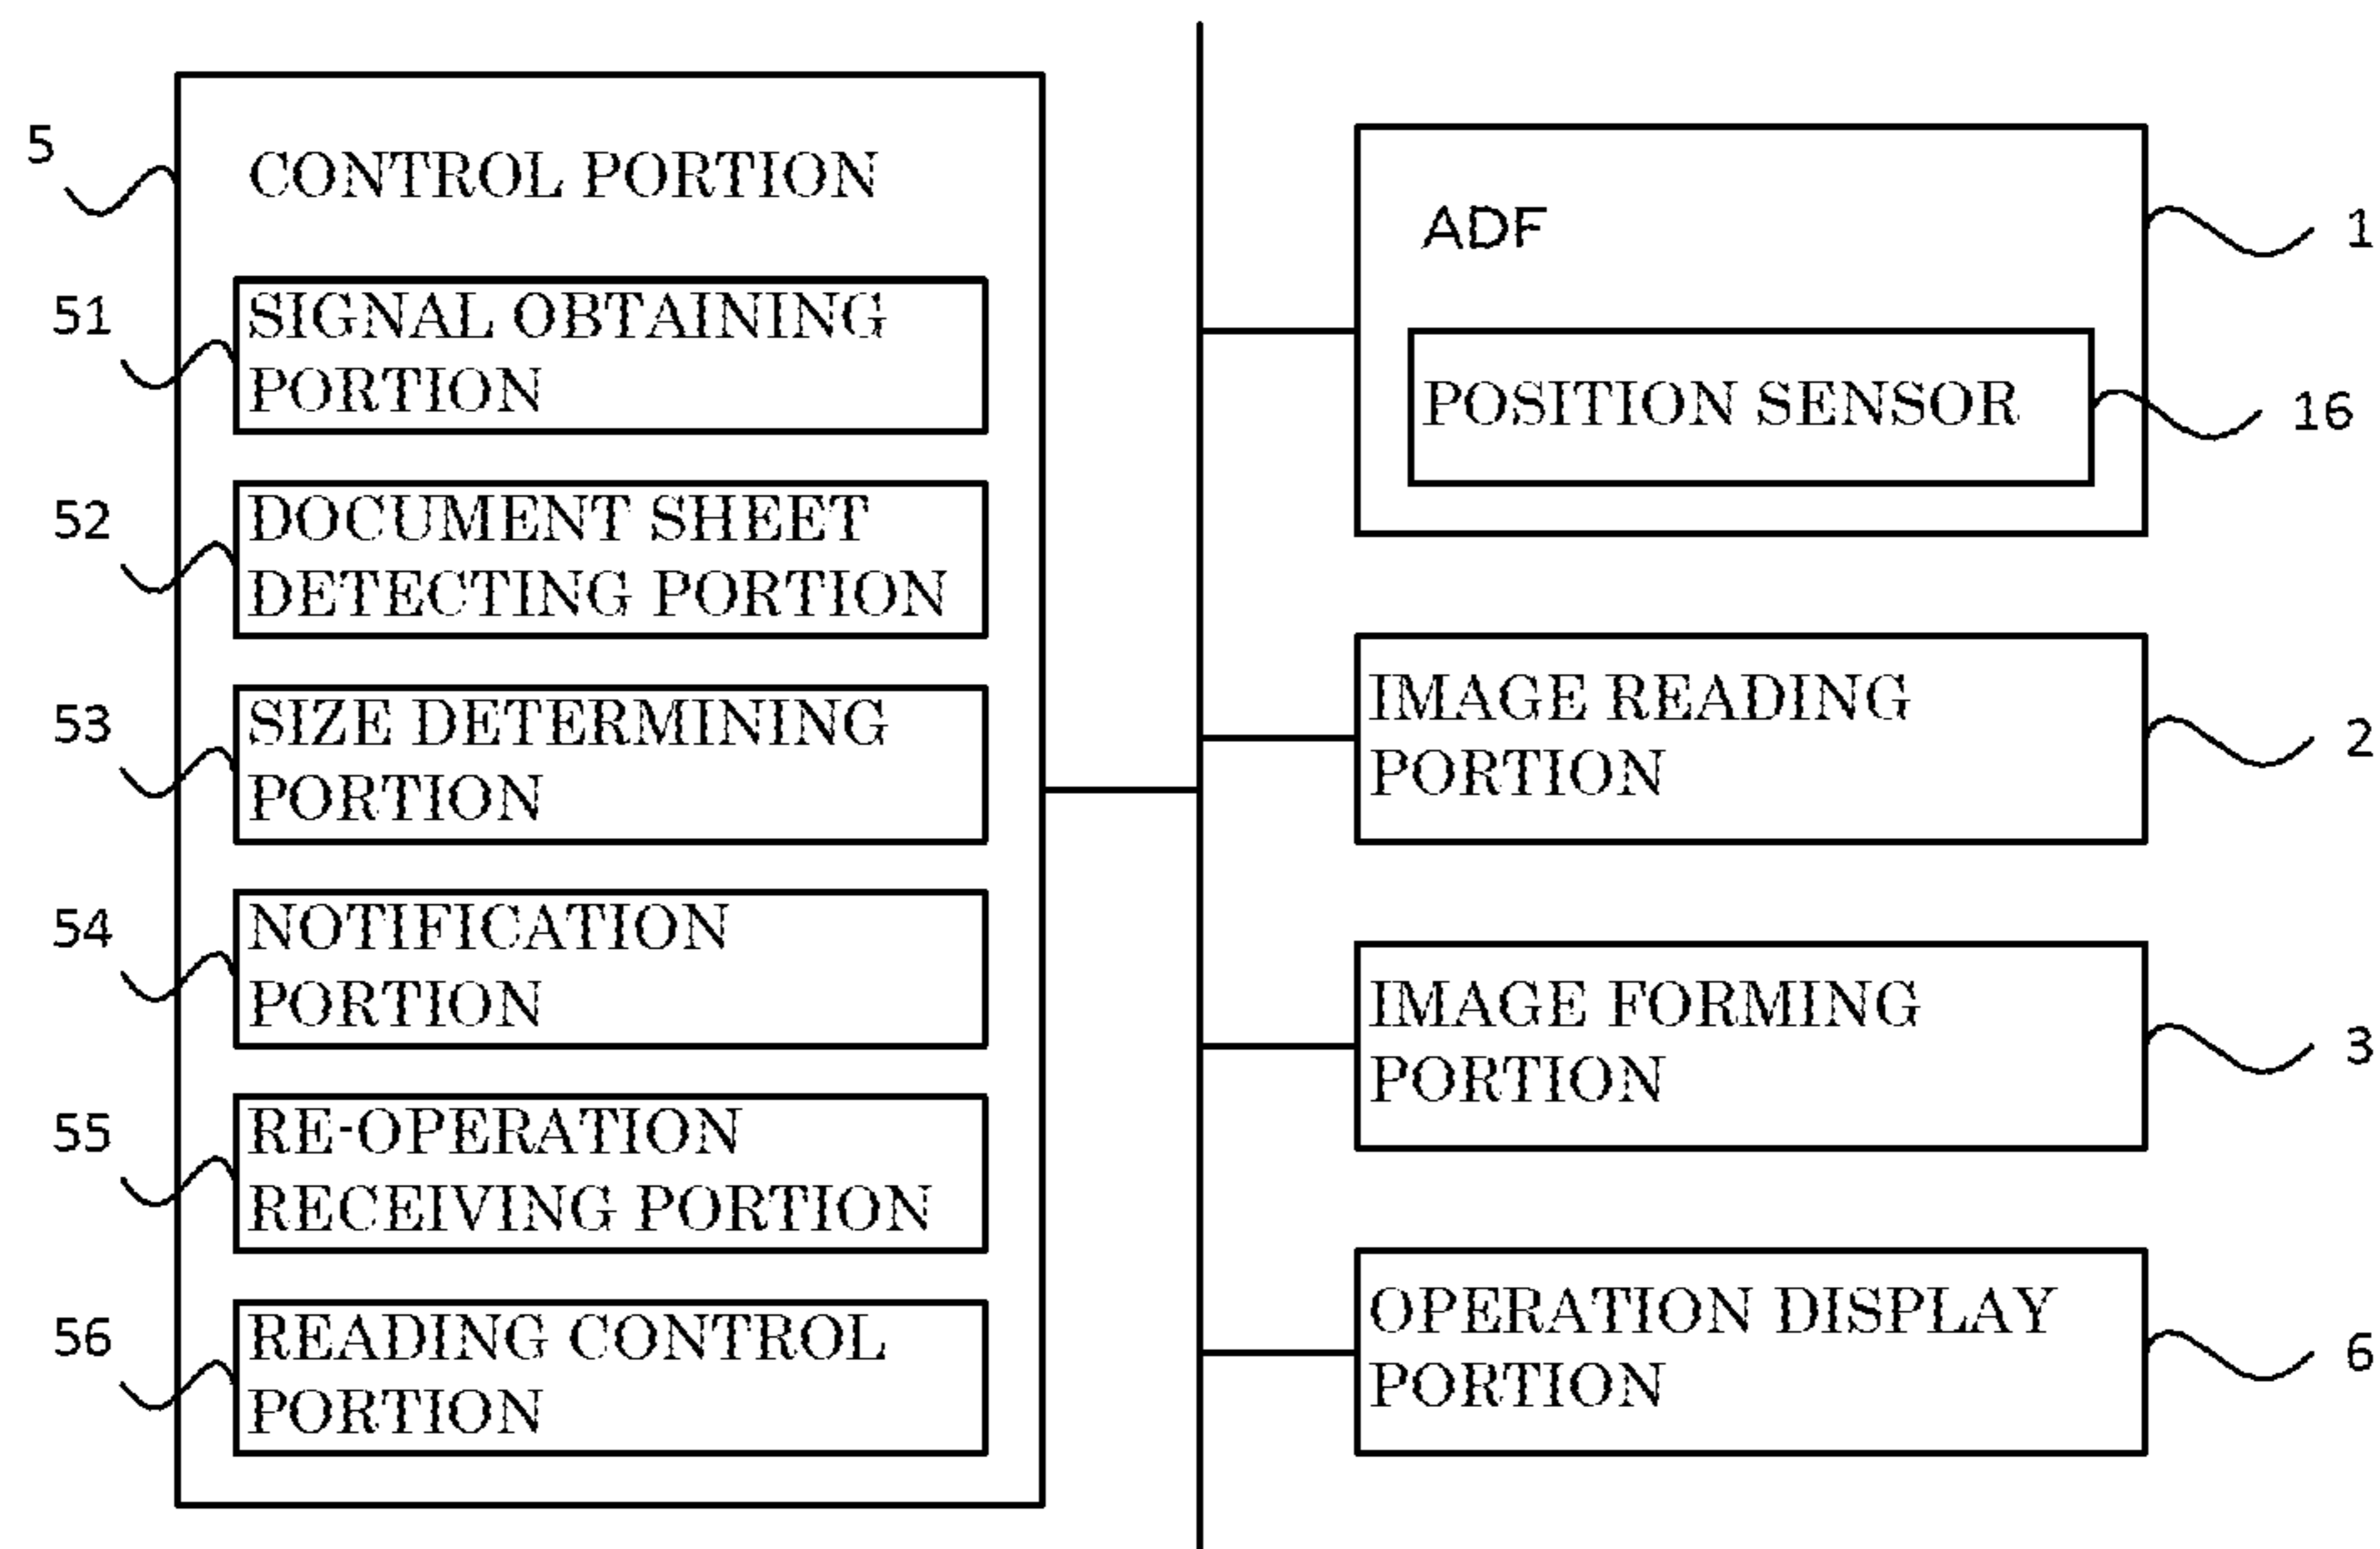 5
CONTROL PORTION
51
SIGNAL OBTAINING
PORTION
52
DOCUMENT SHEET
DETECTING PORTION
53
SIZE DETERMINING
PORTION
54
NOTIFICATION
PORTION
55
RE-OPERATION
RECEIVING PORTION
56
READING CONTROL
PORTION
ADF
1
POSITION SENSOR
16
IMAGE READING
PORTION
2
IMAGE FORMING
PORTION
3
OPERATION DISPLAY
PORTION
6